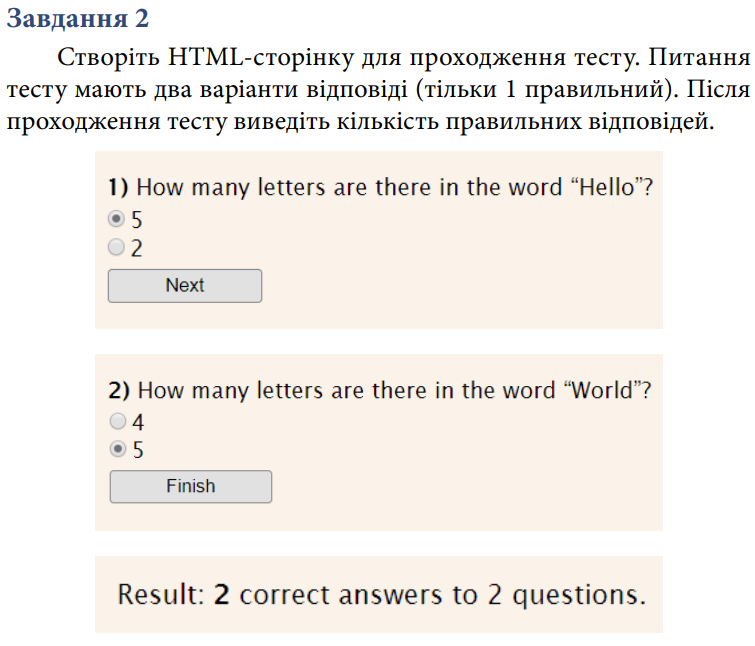 Завдання 2
Створіть HTML-сторінку для проходження тесту. Питання
тесту мають два варіанти відповіді (тільки 1 правильний). Після
проходження тесту виведіть кількість правильних відповідей.
1) How many letters are there in the word “Hello”?
5
2
Next
2) How many letters are there in the word “World”?
4
5
Finish
Result: 2 correct answers to 2 questions.